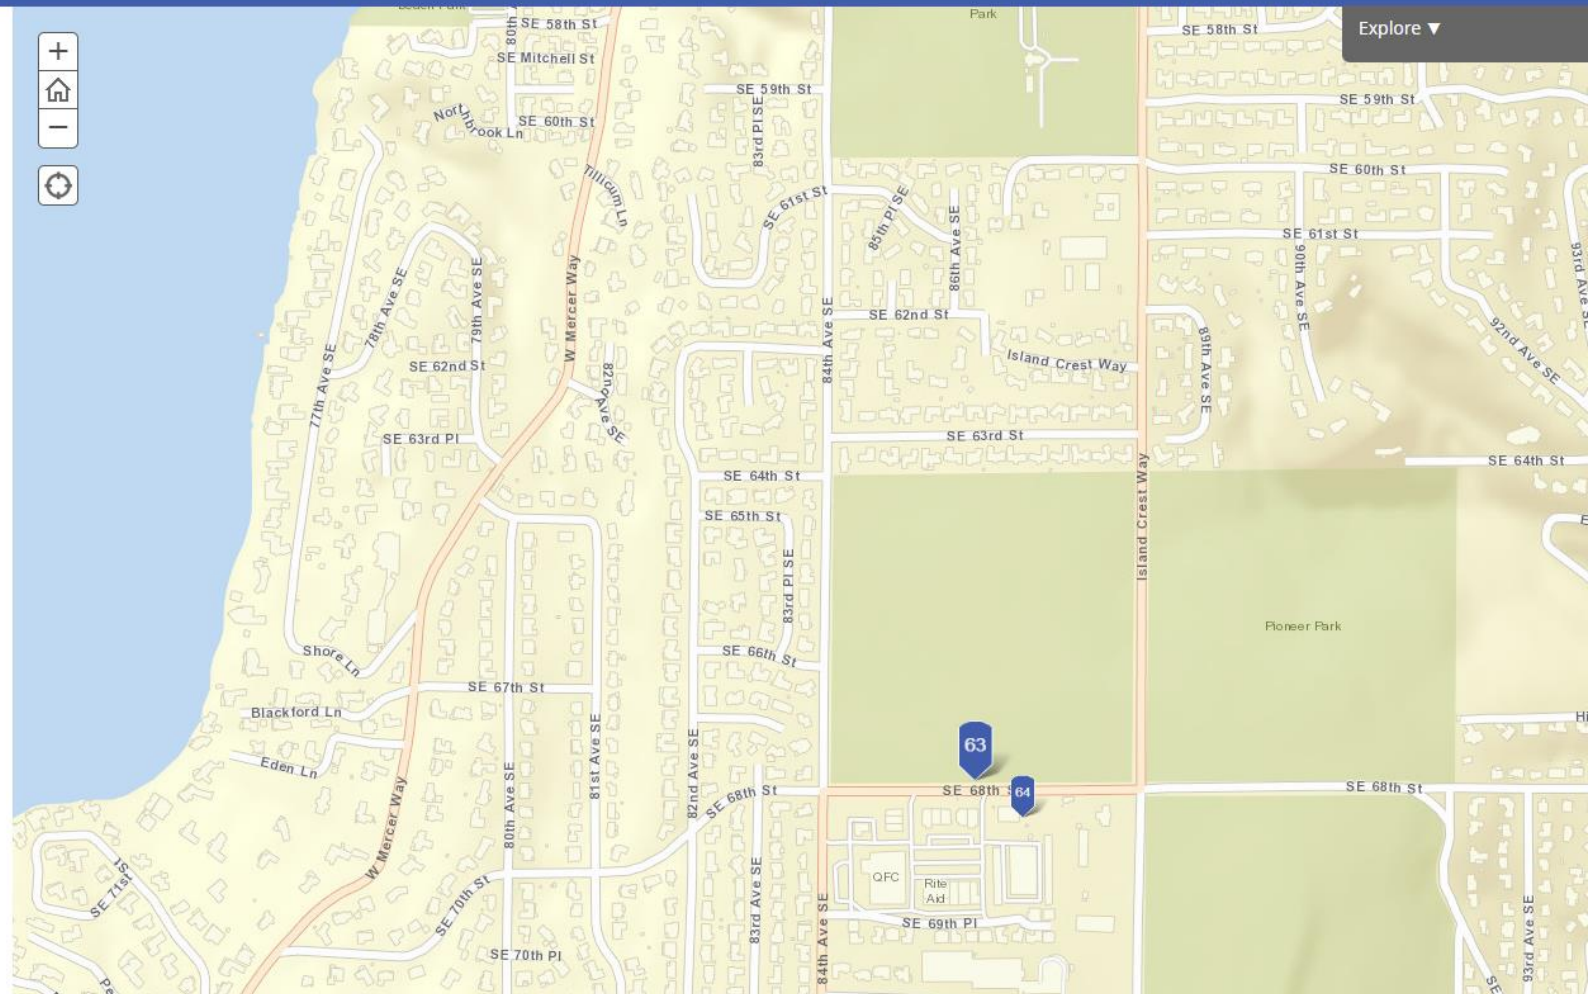 80th
SE 58th St
Park
SE 58th St
Explore ▼
+
SE Mitchell St
SE 59th St
SE 59th St
Northbrook Ln
SE 60th St
83rd Pl SE
−
Tillicum Ln
SE 60th St
SE 61st St
85th Pl SE
86th Ave SE
SE 61st St
90th Ave SE
93rd Ave SE
78th Ave SE
79th Ave SE
W Mercer Way
84th Ave SE
SE 62nd St
77th Ave SE
SE 62nd St
82nd Ave SE
Island Crest Way
89th Ave SE
92nd Ave SE
SE 63rd Pl
SE 63rd St
SE 64th St
SE 64th St
Island Crest Way
SE 65th St
83rd Pl SE
Pioneer Park
Shore Ln
SE 66th St
SE 67th St
Blackford Ln
Hi
63
Eden Ln
81st Ave SE
82nd Ave SE
SE 68th St
SE 68th S
64
SE 68th St
80th Ave SE
W Mercer Way
SE 71st St
QFC
Rite
Aid
SE 70th St
83rd Ave SE
84th Ave SE
SE 69th Pl
93rd Ave SE
SE 70th Pl
Pe
SE